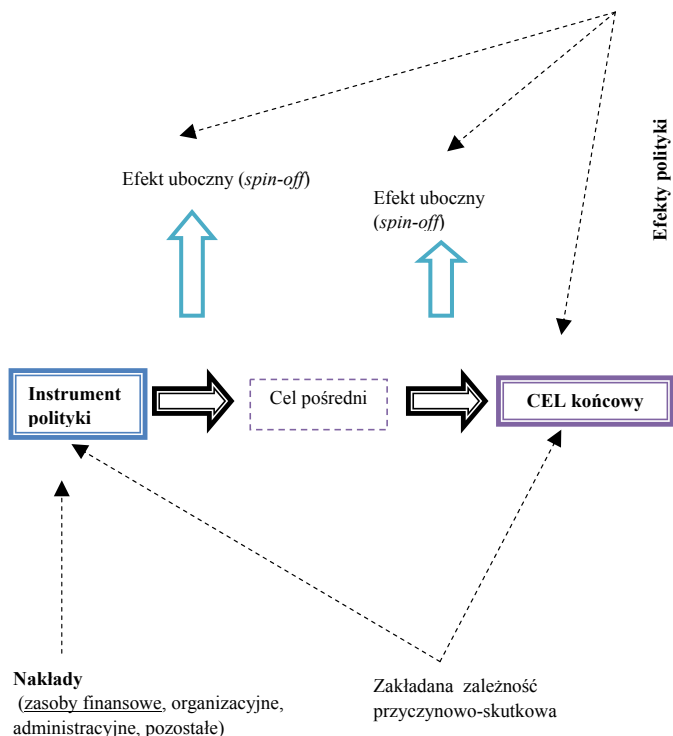 Efekty polityki
Efekt uboczny (spin-off)
Efekt uboczny
(spin-off)
Instrument
polityki
Cel pośredni
CEL końcowy
Nakłady
(zasoby finansowe, organizacyjne,
administracyjne, pozostałe)
Zakładana zależność
przyczynowo-skutkowa